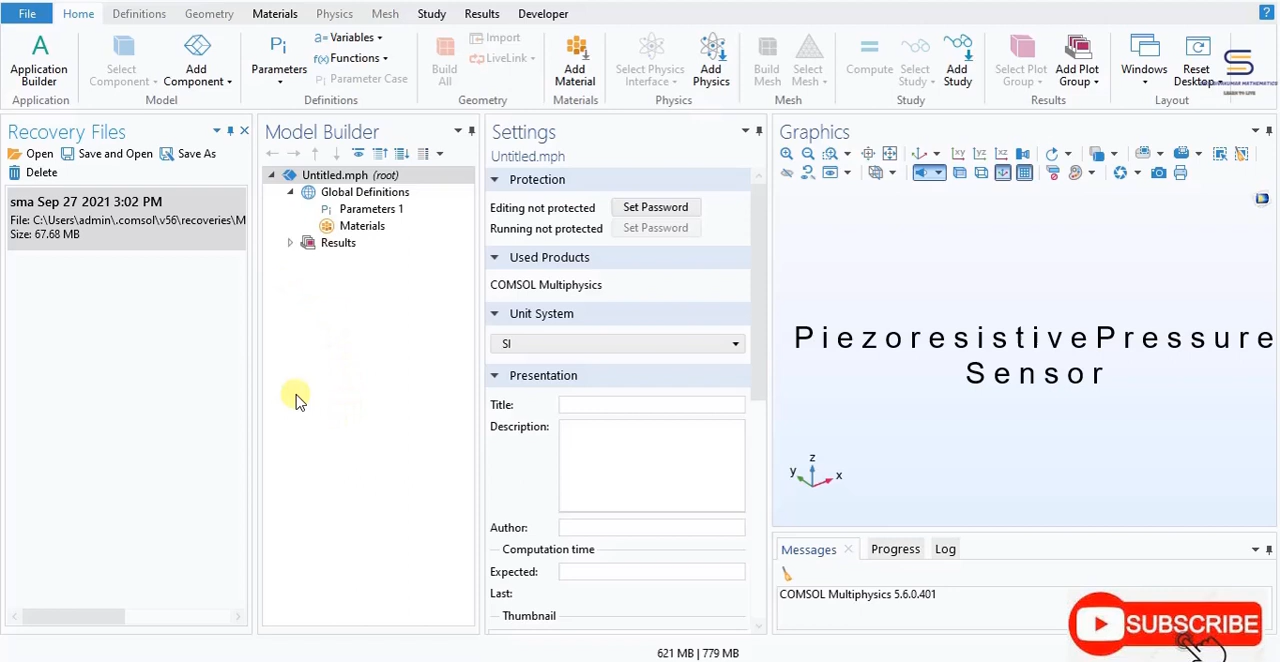 File Home Definitions Geometry Materials Physics Mesh Study Results Developer ?
A Pi a= Variables Import
f(x) Functions LiveLink
Application Builder Select Component Add Component Parameters Pi Parameter Case Build All Add Material Select Physics Interface Add Physics Build Mesh Select Mesh Compute Select Study Add Study Select Plot Group Add Plot Group Windows Reset Desktop
Application Model Definitions Geometry Materials Physics Mesh Study Results Layout
Recovery Files
Open Save and Open Save As
Delete
sma Sep 27 2021 3:02 PM
File: C:\Users\admin\.comsol\v56\recoveries\M
Size: 67.68 MB
Model Builder
Untitled.mph (root)
Global Definitions
Pi Parameters 1
Materials
Results
Settings
Untitled.mph
Protection
Editing not protected Set Password
Running not protected Set Password
Used Products
COMSOL Multiphysics
Unit System
SI
Presentation
Title:
Description:
Author:
Computation time
Expected:
Last:
Thumbnail
Graphics
xy yz xz
P i e z o r e s i s t i v e P r e s s u r e
S e n s o r
z
y x
Messages Progress Log
COMSOL Multiphysics 5.6.0.401
SUBSCRIBE
621 MB | 779 MB